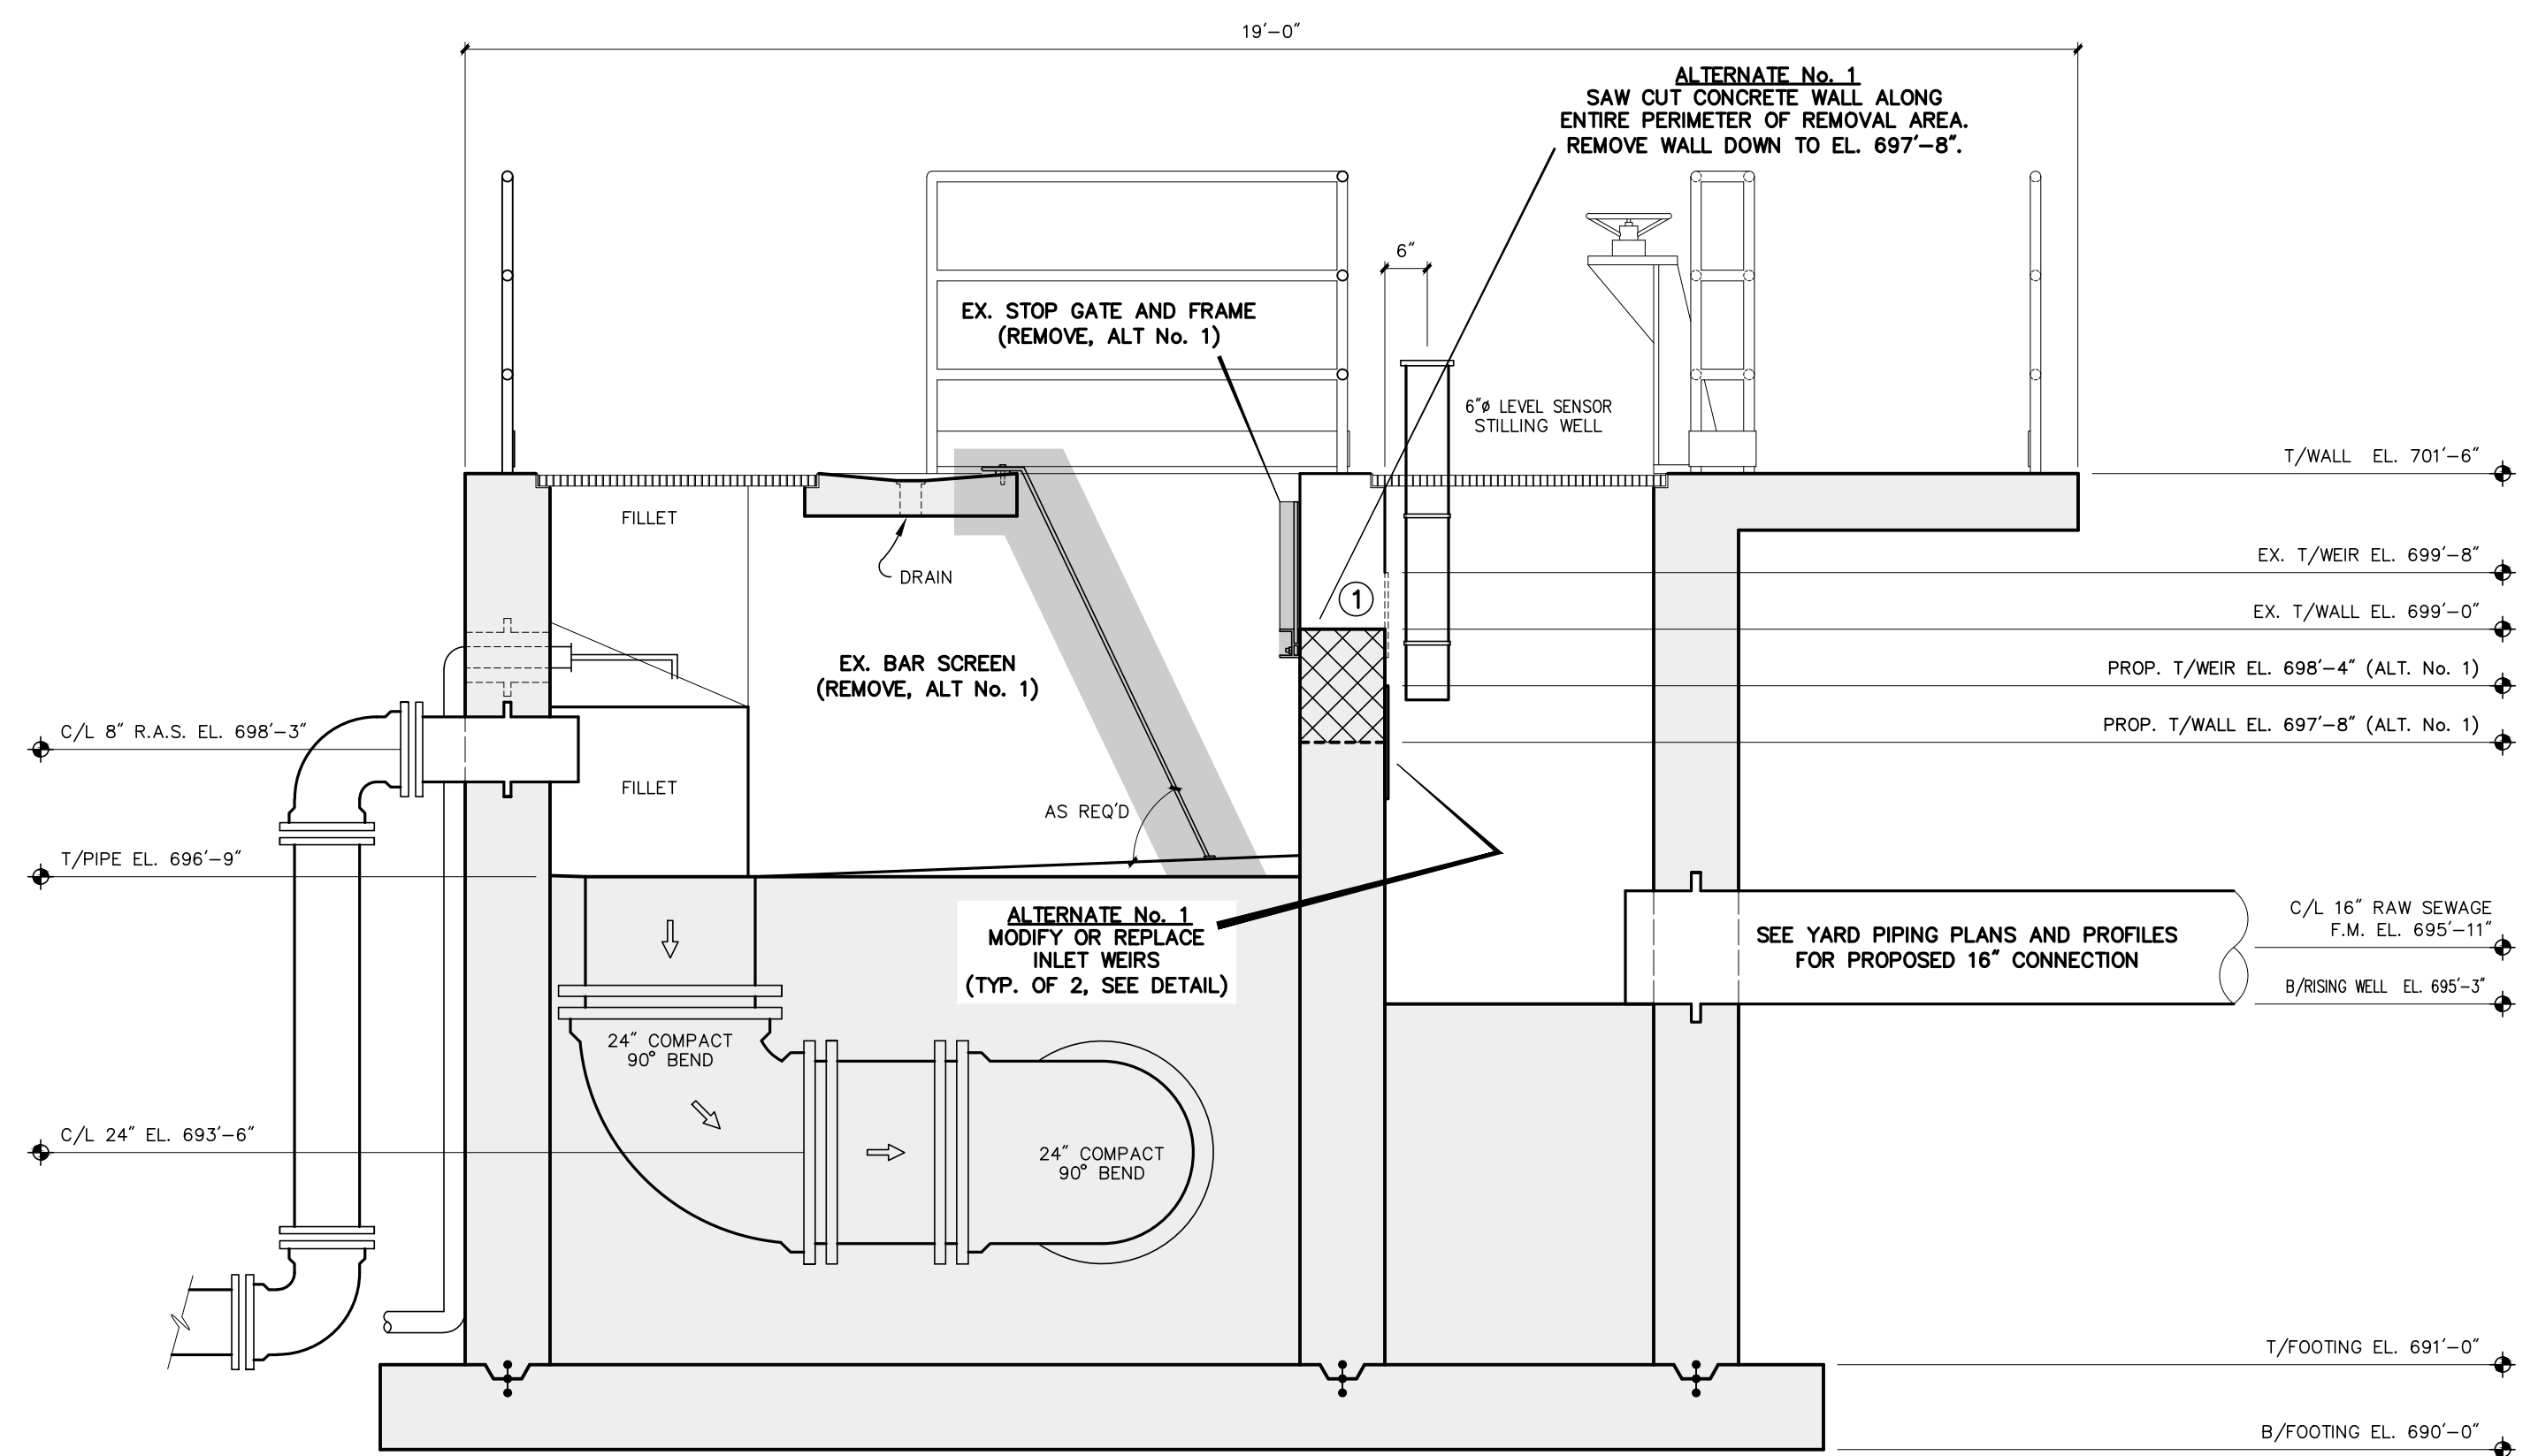 19'-0"
ALTERNATE No. 1
SAW CUT CONCRETE WALL ALONG
ENTIRE PERIMETER OF REMOVAL AREA.
REMOVE WALL DOWN TO EL. 697'-8".
6"
EX. STOP GATE AND FRAME
(REMOVE, ALT No. 1)
6"ø LEVEL SENSOR
STILLING WELL
T/WALL EL. 701'-6"
FILLET
DRAIN
EX. T/WEIR EL. 699'-8"
1
EX. T/WALL EL. 699'-0"
EX. BAR SCREEN
(REMOVE, ALT No. 1)
PROP. T/WEIR EL. 698'-4" (ALT. No. 1)
C/L 8" R.A.S. EL. 698'-3"
PROP. T/WALL EL. 697'-8" (ALT. No. 1)
FILLET
AS REQ'D
T/PIPE EL. 696'-9"
ALTERNATE No. 1
MODIFY OR REPLACE
INLET WEIRS
(TYP. OF 2, SEE DETAIL)
SEE YARD PIPING PLANS AND PROFILES
FOR PROPOSED 16" CONNECTION
C/L 16" RAW SEWAGE
F.M. EL. 695'-11"
B/RISING WELL EL. 695'-3"
24" COMPACT
90° BEND
C/L 24" EL. 693'-6"
24" COMPACT
90° BEND
T/FOOTING EL. 691'-0"
B/FOOTING EL. 690'-0"